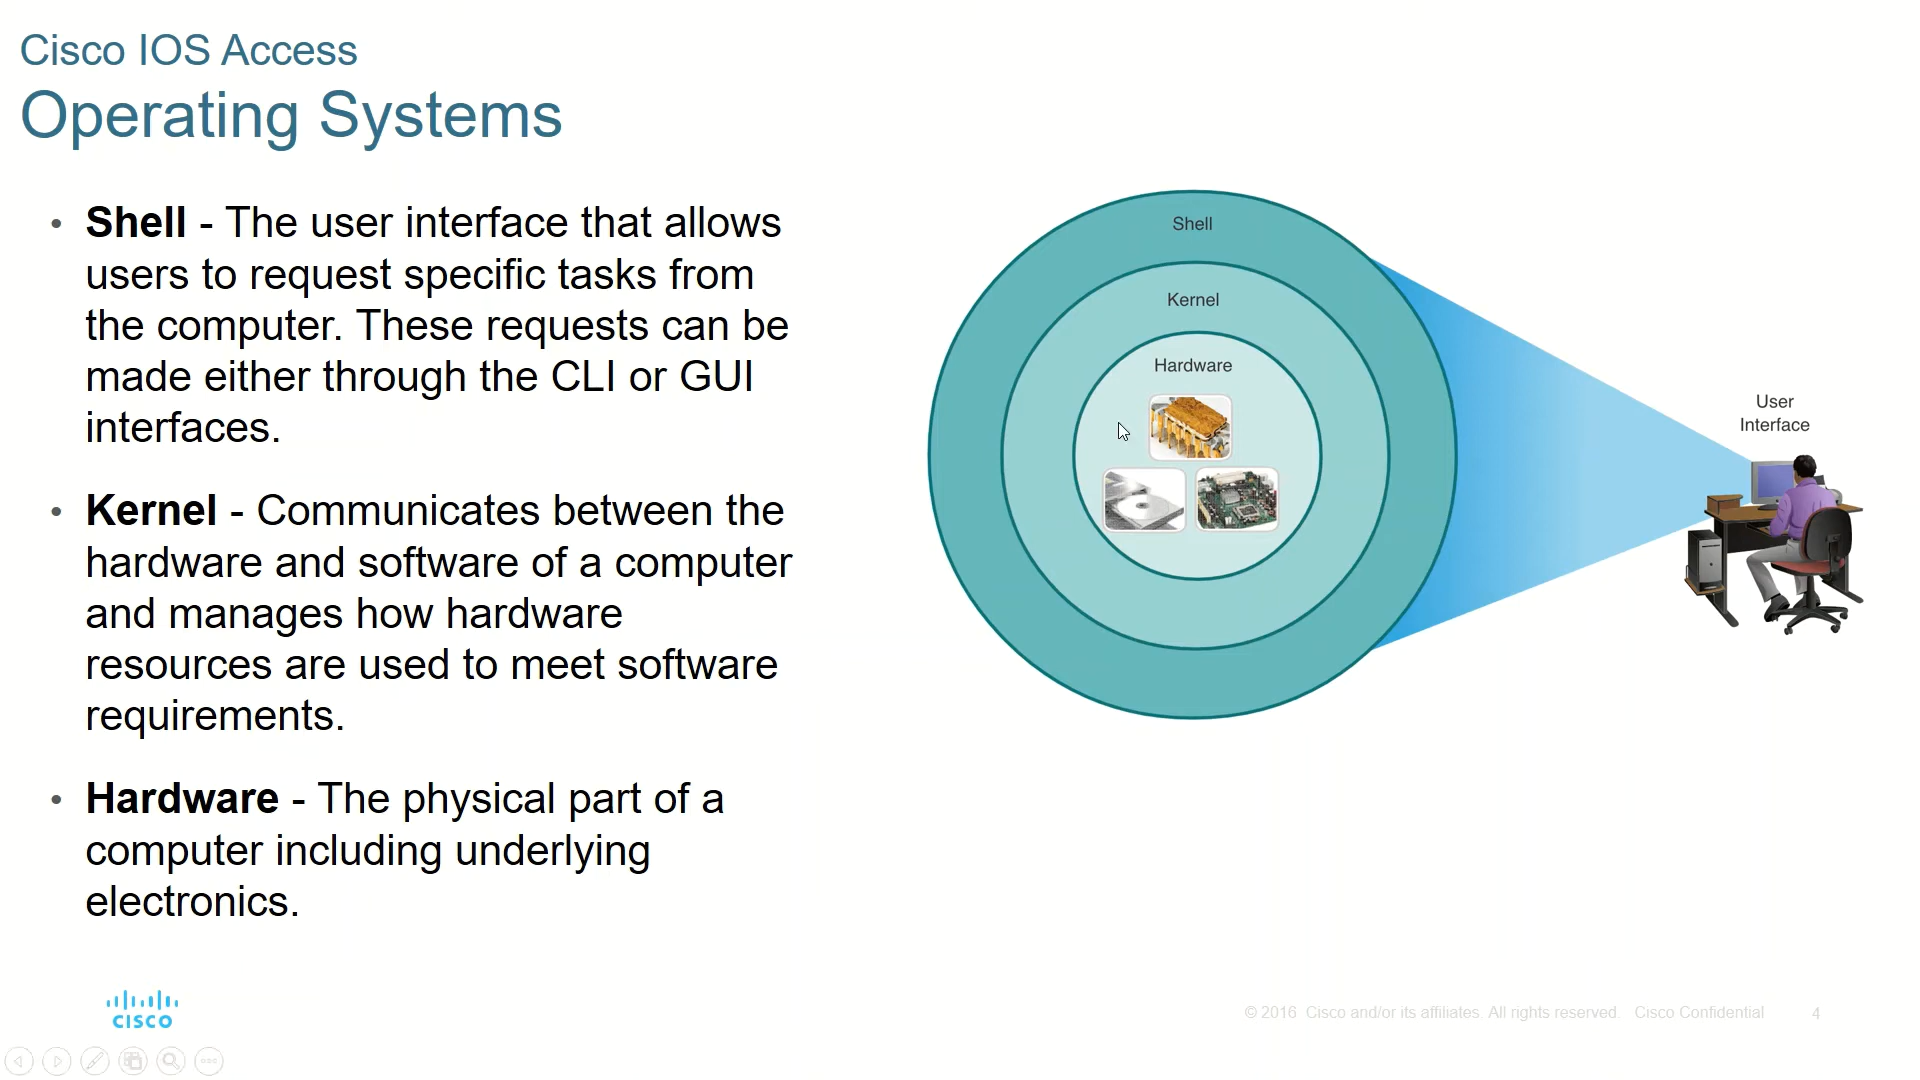 Cisco IOS Access
Operating Systems
• Shell - The user interface that allows
users to request specific tasks from
the computer. These requests can be
made either through the CLI or GUI
interfaces.
• Kernel - Communicates between the
hardware and software of a computer
and manages how hardware
resources are used to meet software
requirements.
• Hardware - The physical part of a
computer including underlying
electronics.
Shell
Kernel
Hardware
User
Interface
CISCO
© 2016 Cisco and/or its affiliates. All rights reserved. Cisco Confidential 4